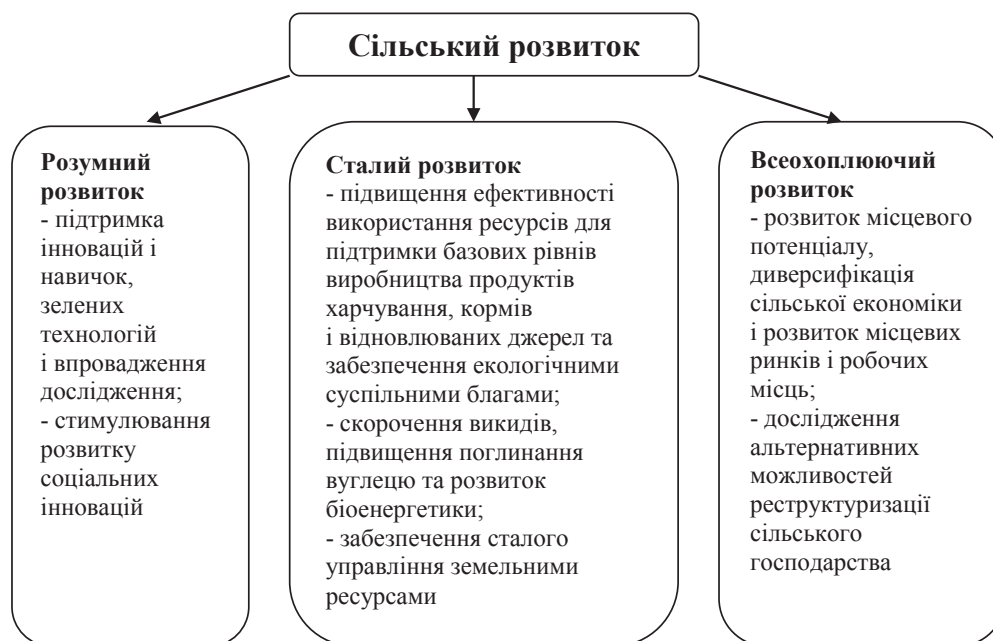 Сільський розвиток
Розумний
розвиток
- підтримка
інновацій і
навичок,
зелених
технологій
і впровадження
дослідження;
- стимулювання
розвитку
соціальних
інновацій
Сталий розвиток
- підвищення ефективності
використання ресурсів для
підтримки базових рівнів
виробництва продуктів
харчування, кормів
і відновлюваних джерел та
забезпечення екологічними
суспільними благами;
- скорочення викидів,
підвищення поглинання
вуглецю та розвиток
біоенергетики;
- забезпечення сталого
управління земельними
ресурсами
Всеохоплюючий
розвиток
- розвиток місцевого
потенціалу,
диверсифікація
сільської економіки
і розвиток місцевих
ринків і робочих
місць;
- дослідження
альтернативних
можливостей
реструктуризації
сільського
господарства